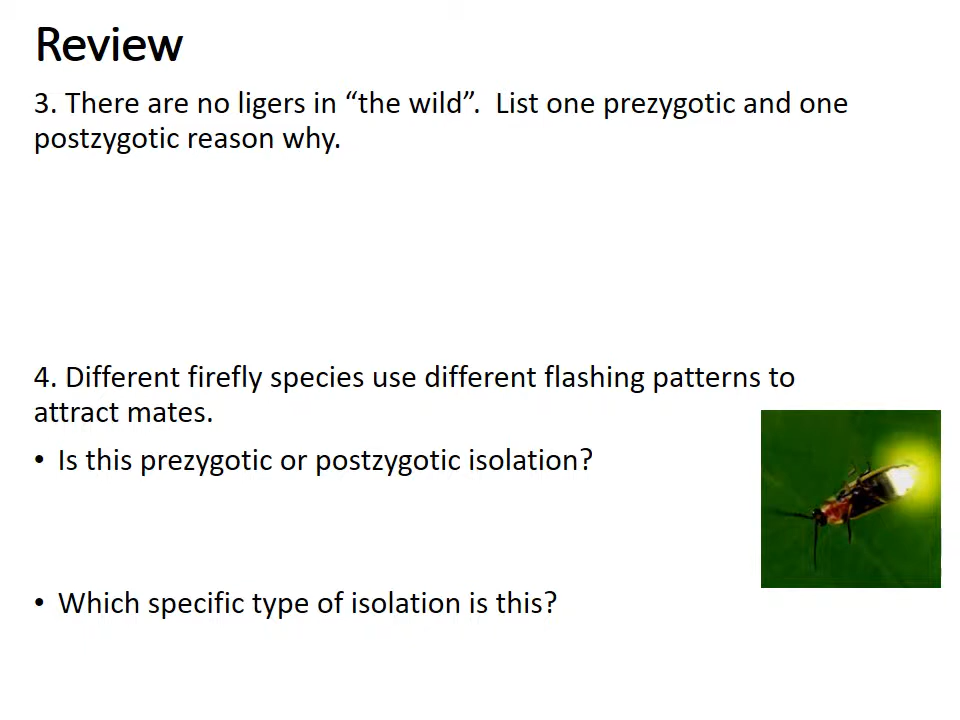 Review
3. There are no ligers in “the wild”.  List one prezygotic and one
postzygotic reason why.
4. Different firefly species use different flashing patterns to
attract mates.
• Is this prezygotic or postzygotic isolation?
• Which specific type of isolation is this?